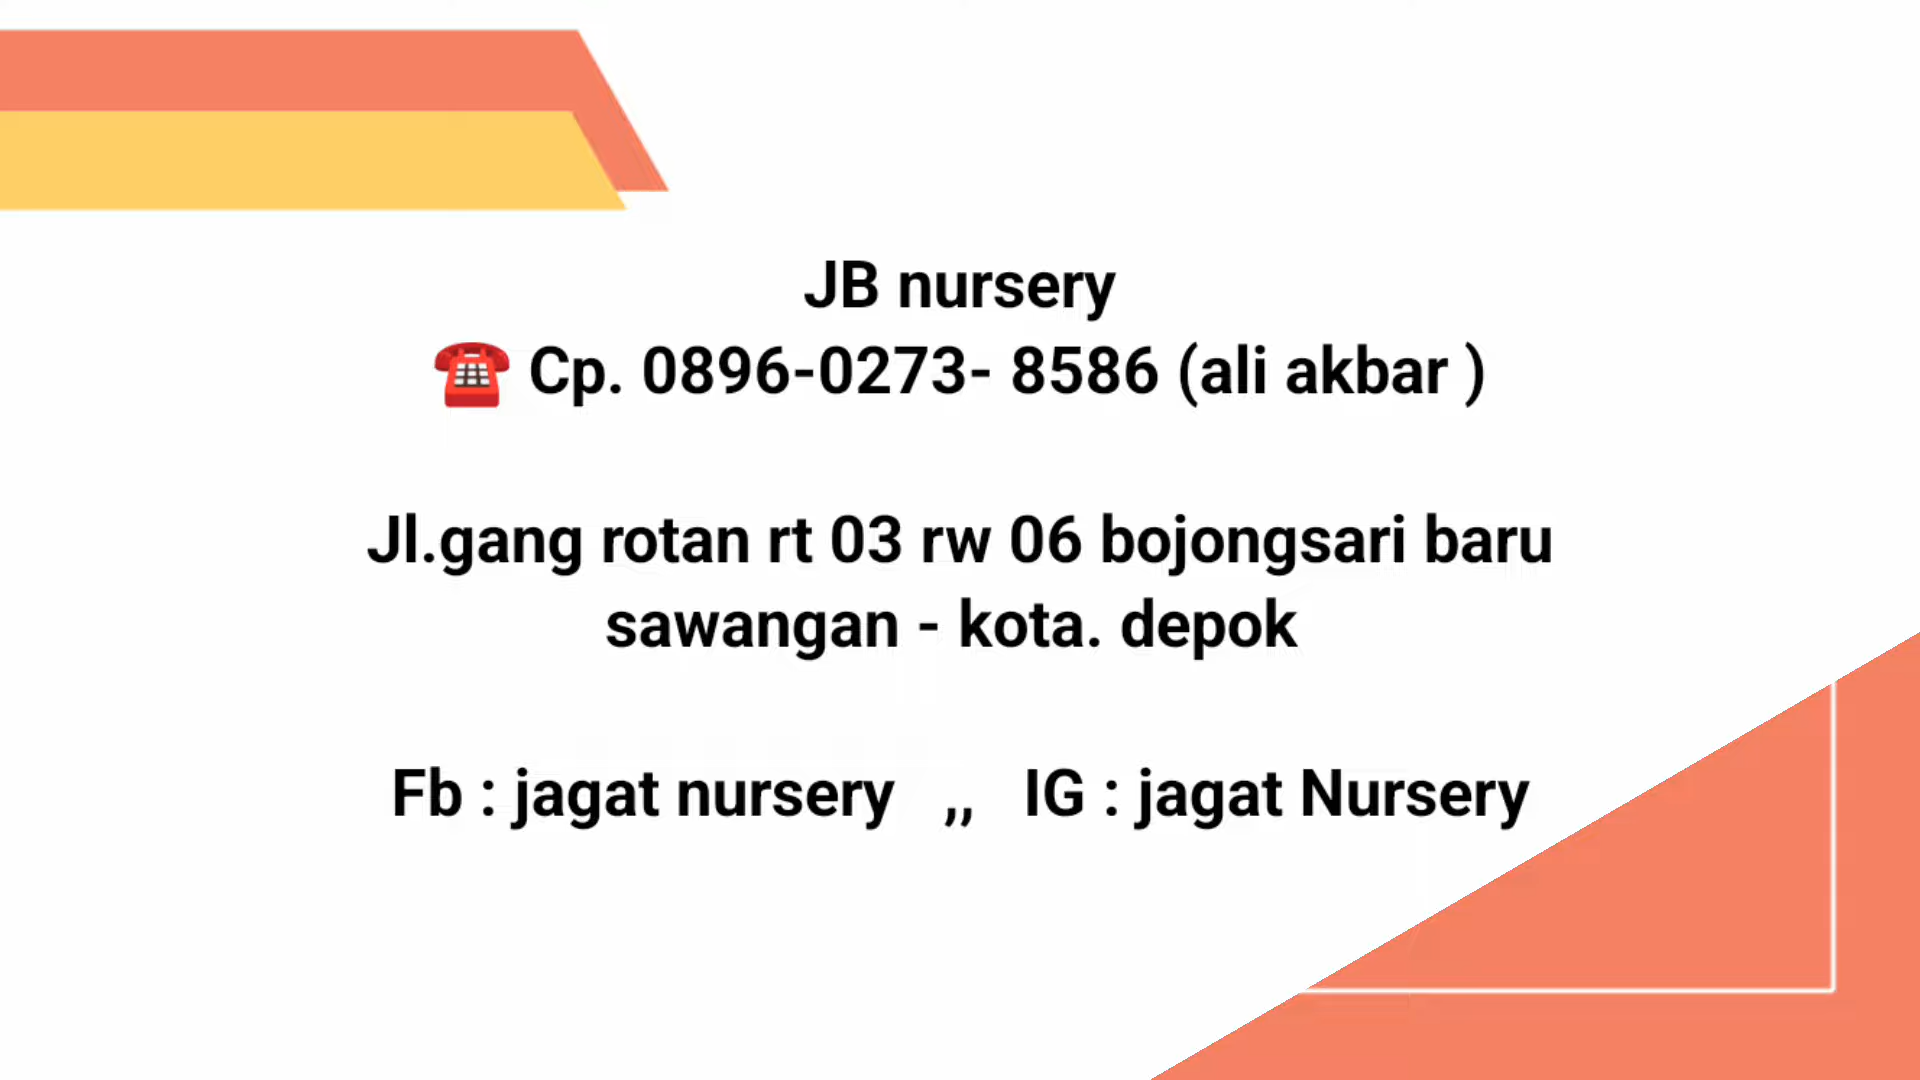 JB nursery
☎️ Cp. 0896-0273- 8586 (ali akbar )
Jl.gang rotan rt 03 rw 06 bojongsari baru
sawangan - kota. depok
Fb : jagat nursery ,, IG : jagat Nursery